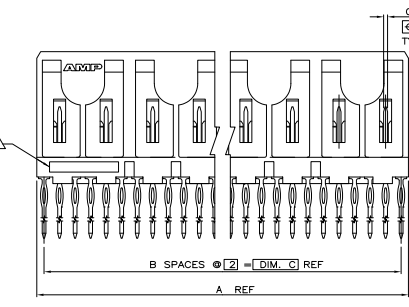 AMP
B SPACES @ 2 = DIM. C REF
A REF